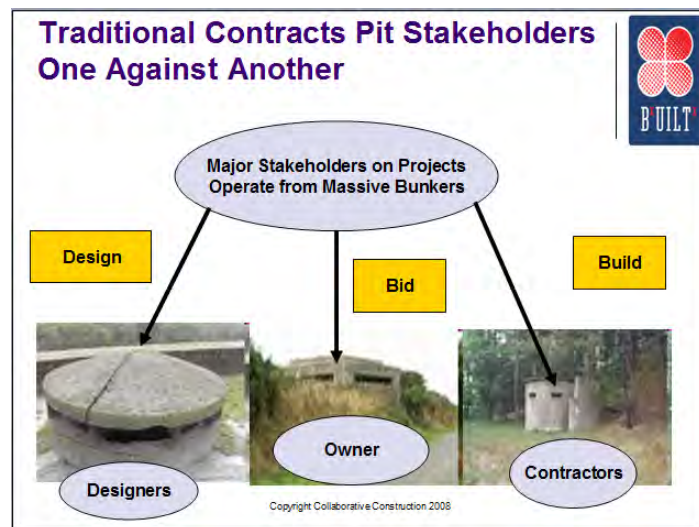 Traditional Contracts Pit Stakeholders
One Against Another
B'UILT'
Major Stakeholders on Projects
Operate from Massive Bunkers
Design
Bid
Build
Designers
Owner
Contractors
Copyright Collaborative Construction 2008